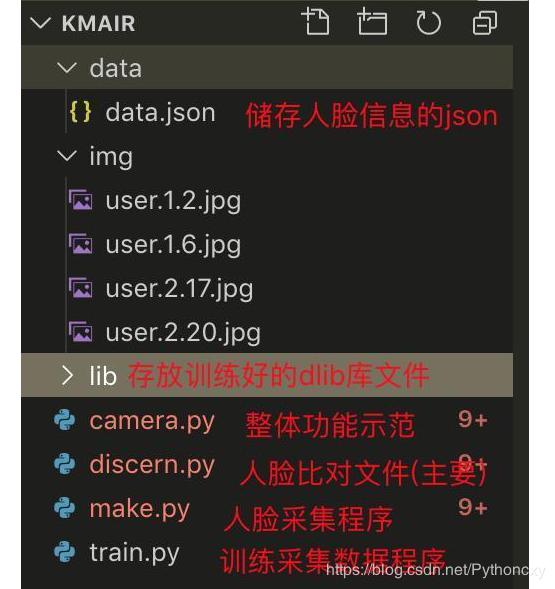 KMAIR
data
{} data.json 储存人脸信息的json
img
user.1.2.jpg
user.1.6.jpg
user.2.17.jpg
user.2.20.jpg
lib 存放训练好的dlib库文件
camera.py 整体功能示范 9+
discern.py 人脸比对文件(主要) 9+
make.py 人脸采集程序 9+
train.py 训练采集数据程序
https://blog.csdn.net/Pythoncxy